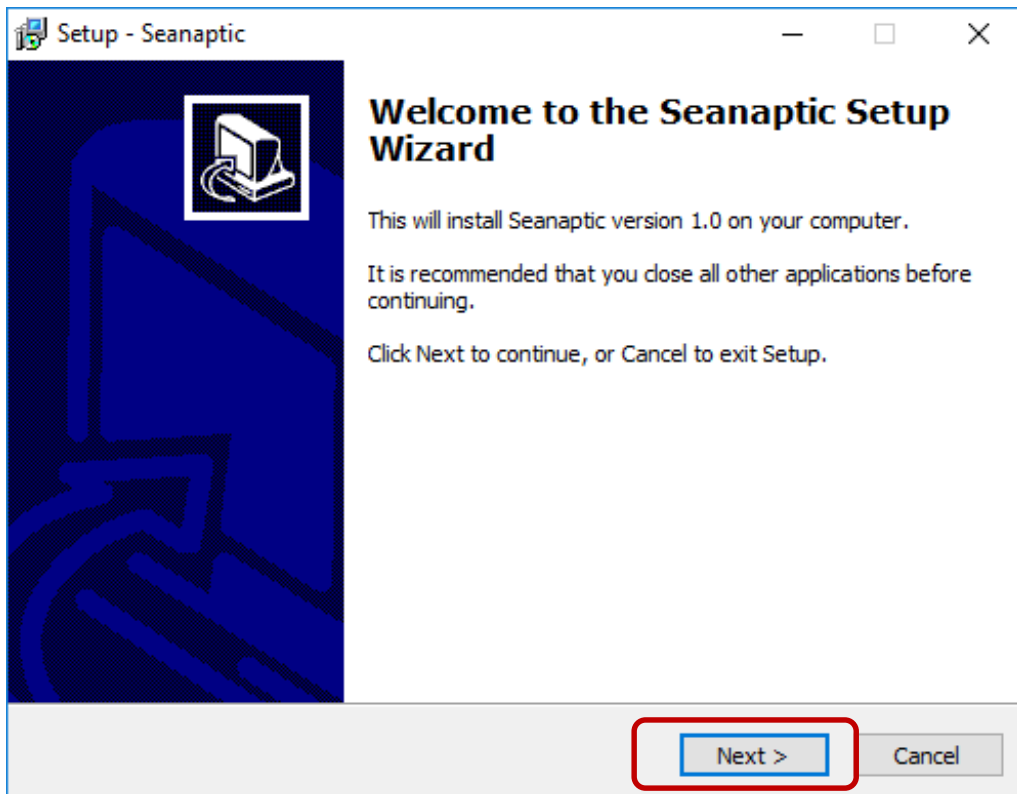 Setup - Seanaptic
Welcome to the Seanaptic Setup
Wizard
This will install Seanaptic version 1.0 on your computer.
It is recommended that you close all other applications before
continuing.
Click Next to continue, or Cancel to exit Setup.
Next >
Cancel